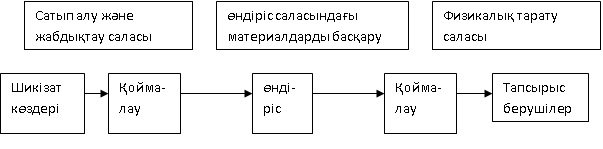 Сатып алу және
жабдықтау саласы
өндіріс саласындағы
материалдарды басқару
Физикалық тарату
саласы
Шикізат
көздері
Қойма-
лау
өнді-
ріс
Қойма-
лау
Тапсырыс
берушілер